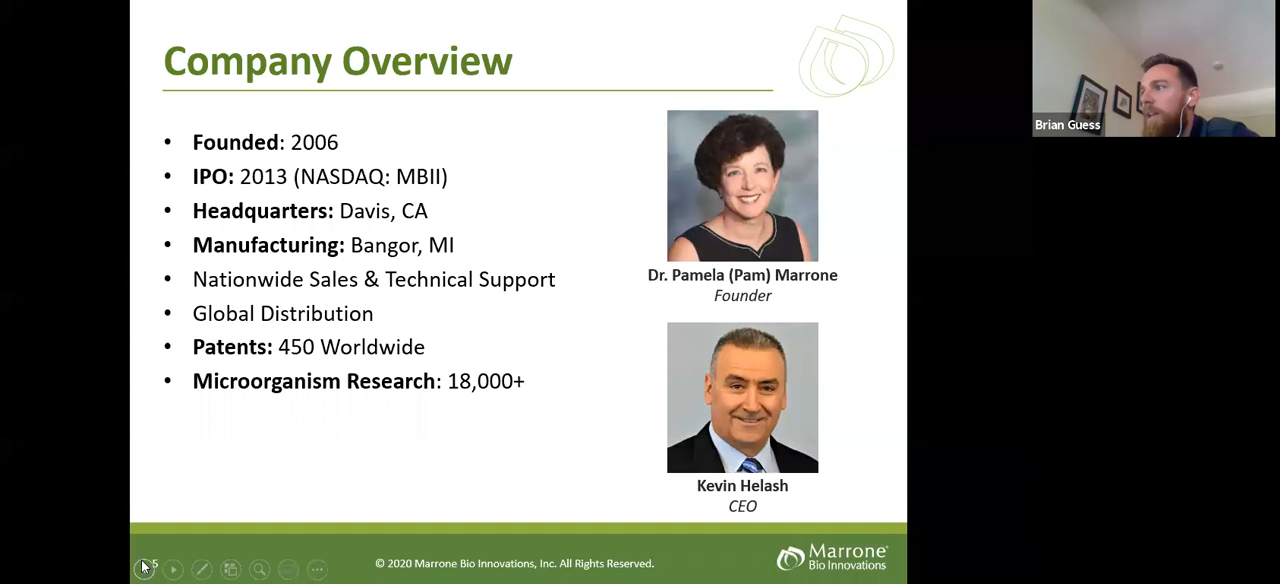 Company Overview
• Founded: 2006
• IPO: 2013 (NASDAQ: MBII)
• Headquarters: Davis, CA
• Manufacturing: Bangor, MI
• Nationwide Sales & Technical Support
• Global Distribution
• Patents: 450 Worldwide
• Microorganism Research: 18,000+
Dr. Pamela (Pam) Marrone
Founder
Kevin Helash
CEO
5
© 2020 Marrone Bio Innovations, Inc. All Rights Reserved.
Marrone®
Bio Innovations
Brian Guess